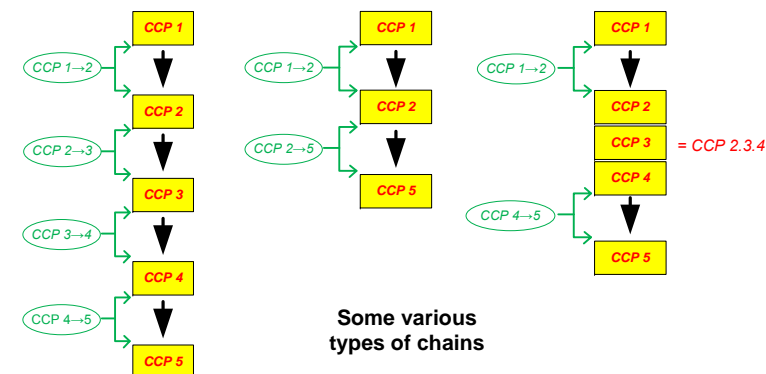 CCP 1
CCP 1→2
CCP 2
CCP 2→3
CCP 3
CCP 3→4
CCP 4
CCP 4→5
CCP 5
CCP 1
CCP 1→2
CCP 2
CCP 2→5
CCP 5
CCP 1
CCP 1→2
CCP 2
CCP 3
= CCP 2.3.4
CCP 4
CCP 4→5
CCP 5
Some various
types of chains